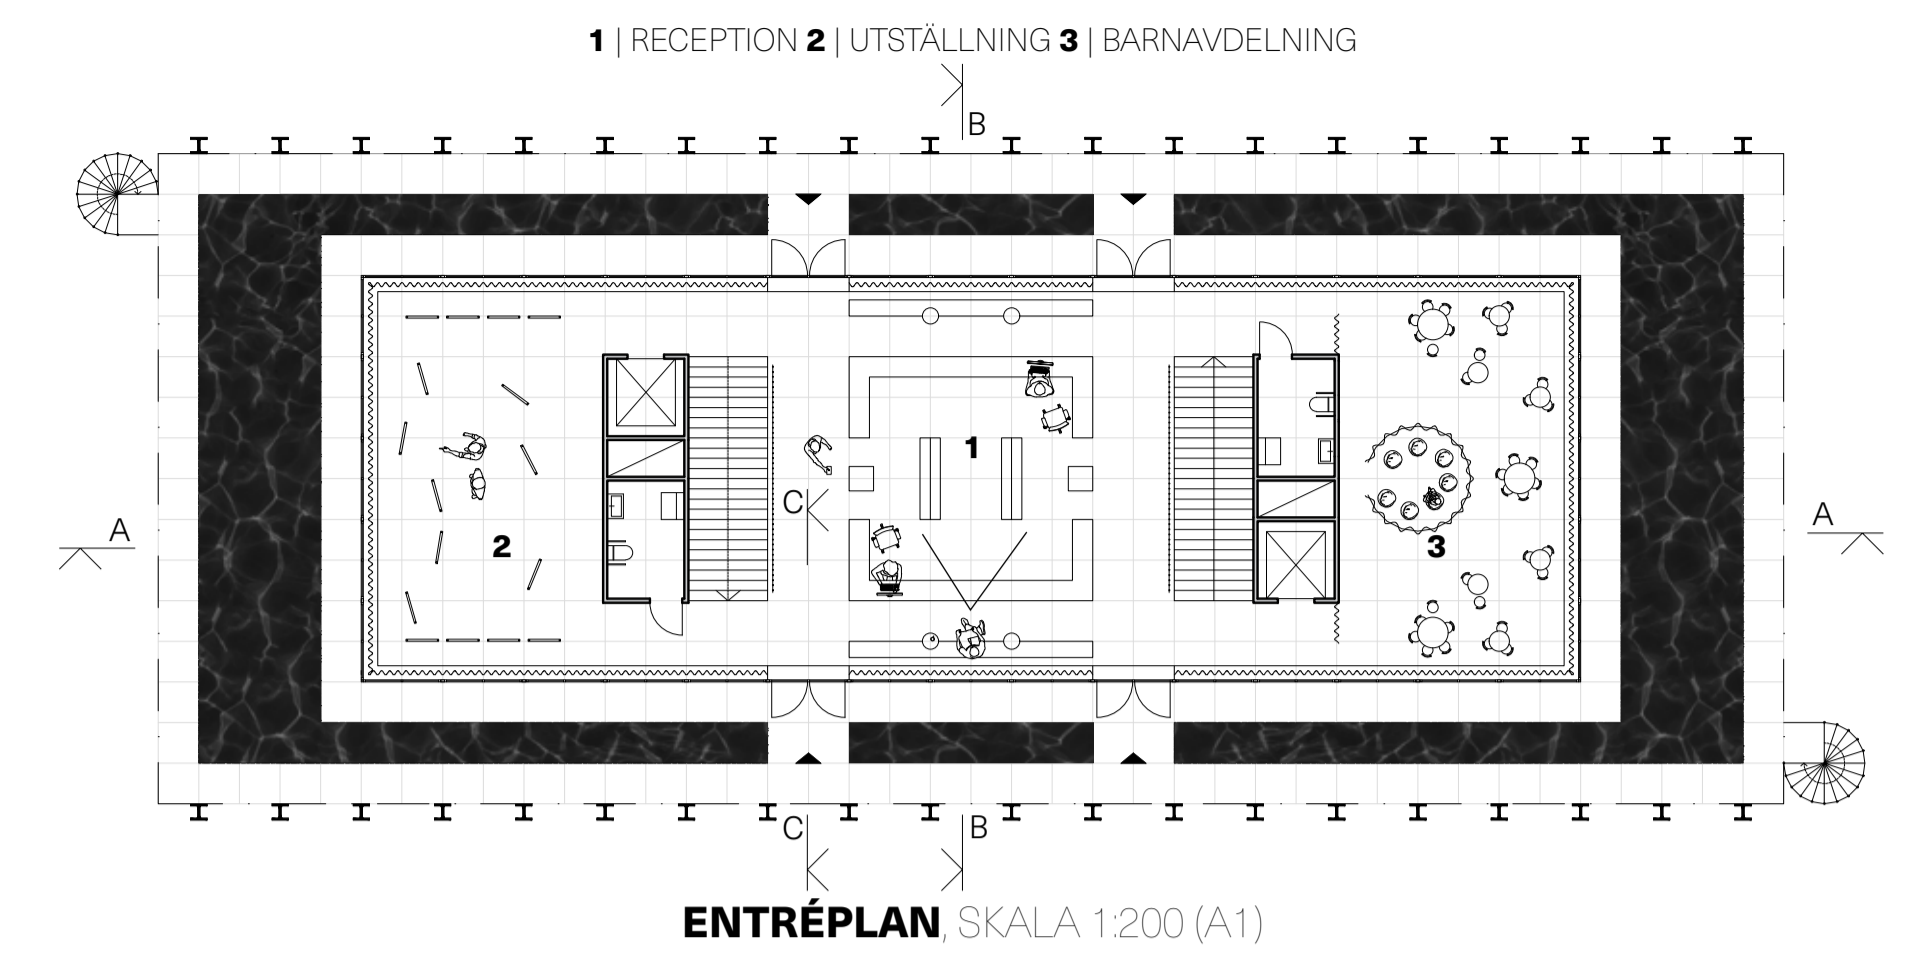 1 | RECEPTION 2 | UTSTÄLLNING 3 | BARNAVDELNING
B
1
C
A
A
2
3
C
B
ENTRÉPLAN, SKALA 1:200 (A1)